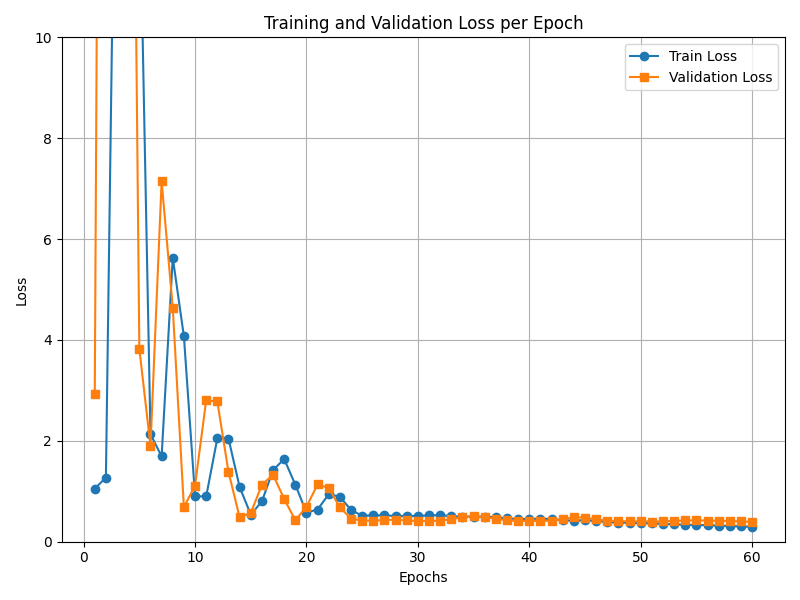 Training and Validation Loss per Epoch
Train Loss
Validation Loss
Loss
10
8
6
4
2
0
0 10 20 30 40 50 60
Epochs